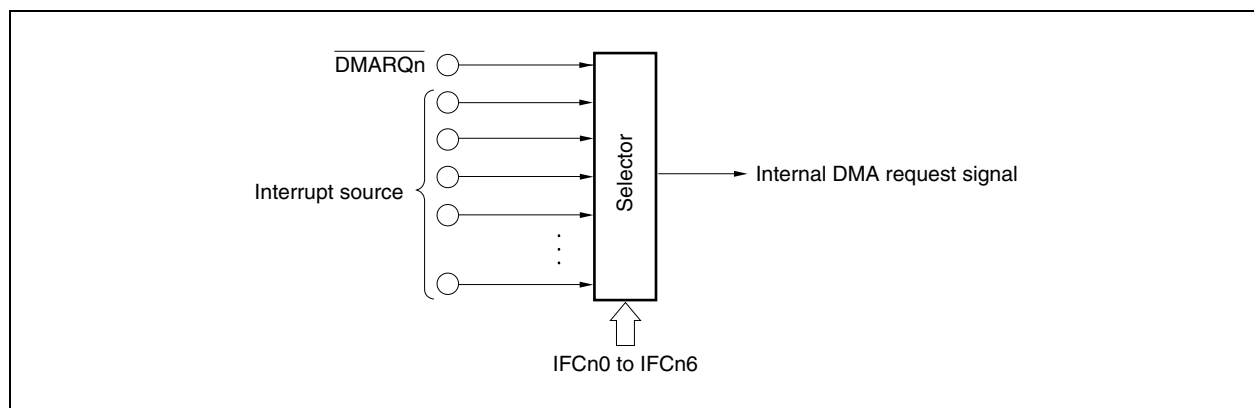 DMARQn
Interrupt source
Selector
Internal DMA request signal
IFCn0 to IFCn6